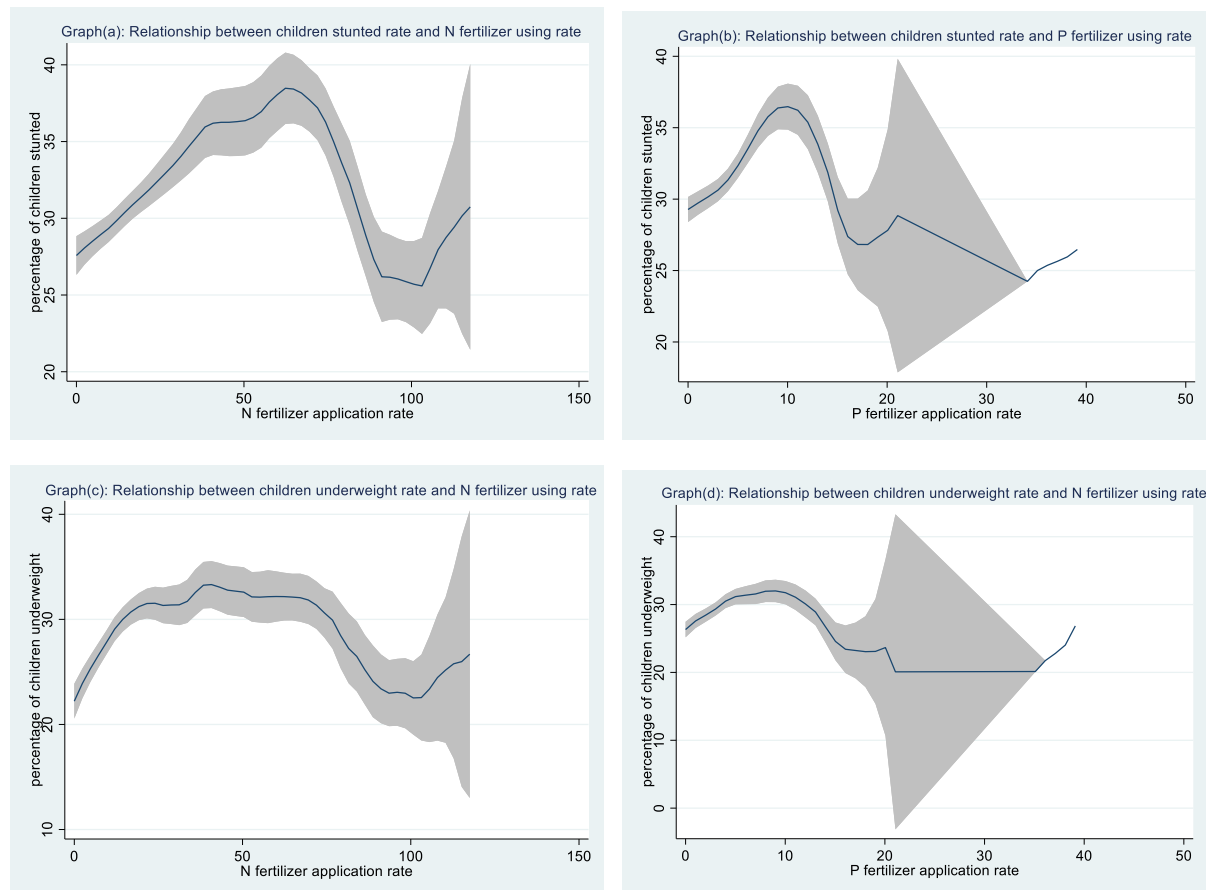 Graph(a): Relationship between children stunted rate and N fertilizer using rate
percentage of children stunted
40
35
30
25
20
0 50 100 150
N fertilizer application rate
Graph(b): Relationship between children stunted rate and P fertilizer using rate
percentage of children stunted
40
35
30
25
20
0 10 20 30 40 50
P fertilizer application rate
Graph(c): Relationship between children underweight rate and N fertilizer using rate
percentage of children underweight
40
30
20
10
0 50 100 150
N fertilizer application rate
Graph(d): Relationship between children underweight rate and N fertilizer using rate
percentage of children underweight
40
30
20
10
0
0 10 20 30 40 50
P fertilizer application rate